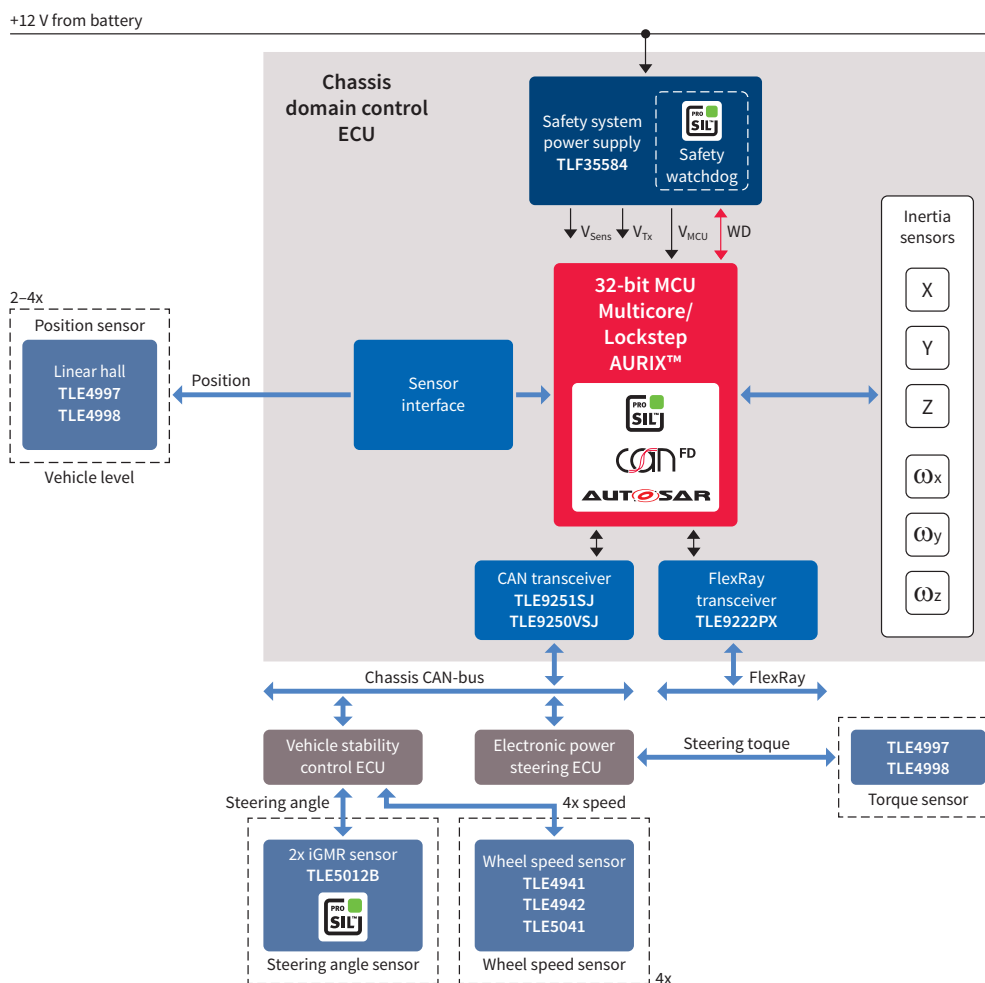 +12 V from battery
Chassis
domain control
ECU
Safety system
power supply
TLF35584
PRO
SIL™
Safety
watchdog
VSens
VTx
VMCU
WD
Inertia
sensors
X
Y
Z
ωx
ωy
ωz
32-bit MCU
Multicore/
Lockstep
AURIX™
PRO
SIL™
CAN FD
AUTOSAR
2–4x
Position sensor
Linear hall
TLE4997
TLE4998
Vehicle level
Position
Sensor
interface
CAN transceiver
TLE9251SJ
TLE9250VSJ
FlexRay
transceiver
TLE9222PX
Chassis CAN-bus
FlexRay
Vehicle stability
control ECU
Electronic power
steering ECU
Steering toque
TLE4997
TLE4998
Torque sensor
Steering angle
4x speed
2x iGMR sensor
TLE5012B
PRO
SIL™
Steering angle sensor
Wheel speed sensor
TLE4941
TLE4942
TLE5041
Wheel speed sensor
4x